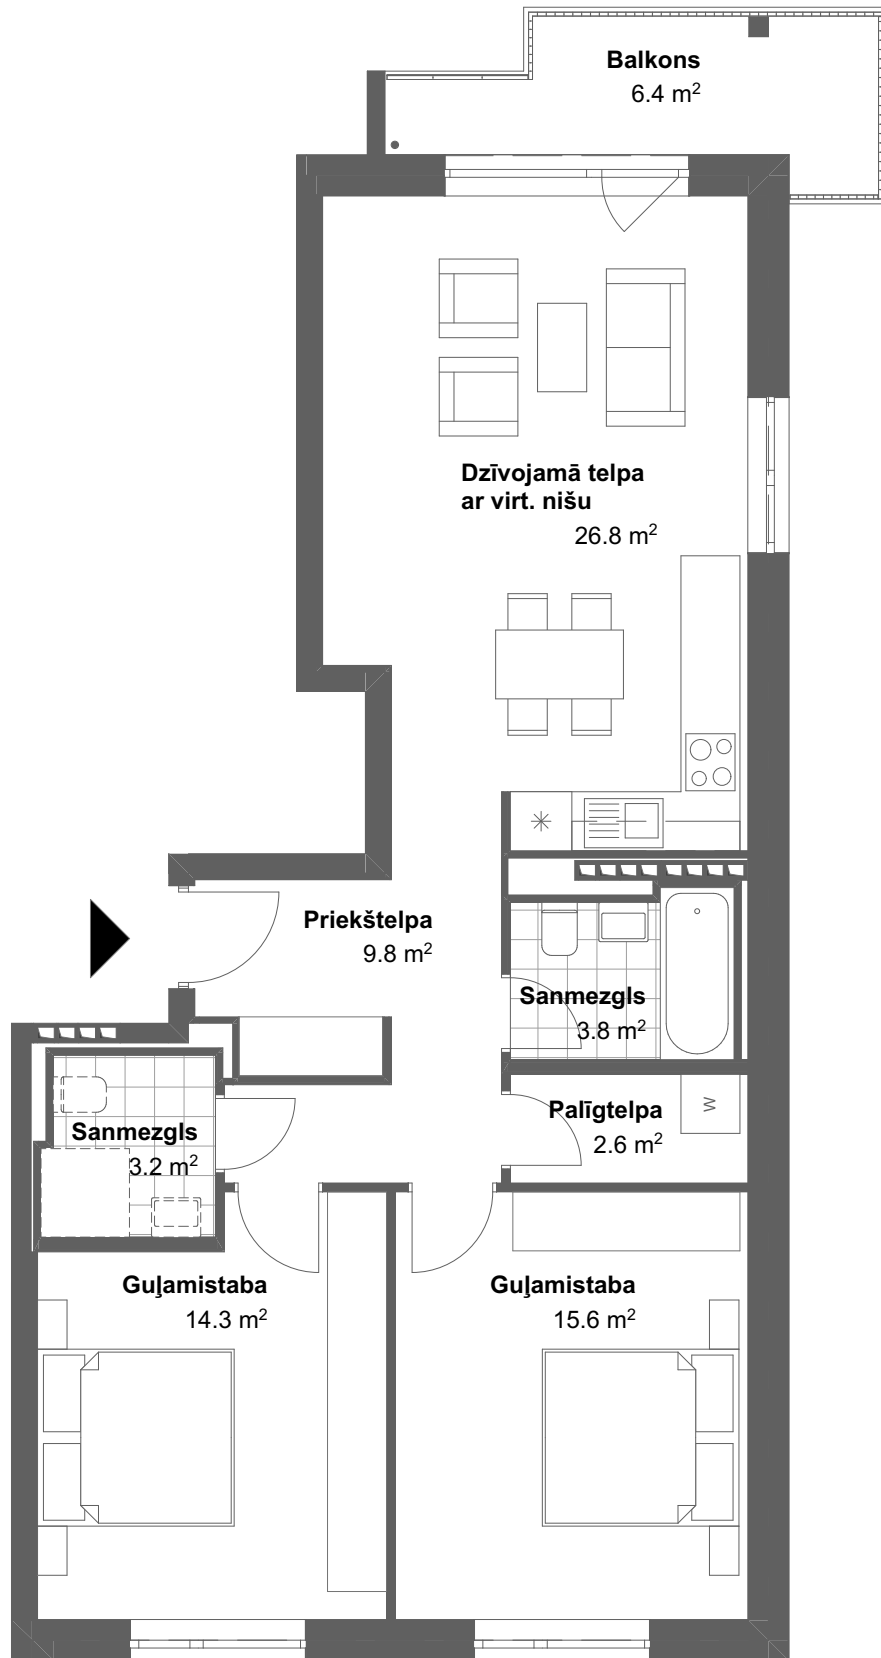 Balkons
6.4 m²
Dzīvojamā telpa
ar virt. nišu
26.8 m²
Priekštelpa
9.8 m²
Sanmezgls
3.8 m²
Palīgtelpa
2.6 m²
W
Sanmezgls
3.2 m²
Guļamistaba
14.3 m²
Guļamistaba
15.6 m²